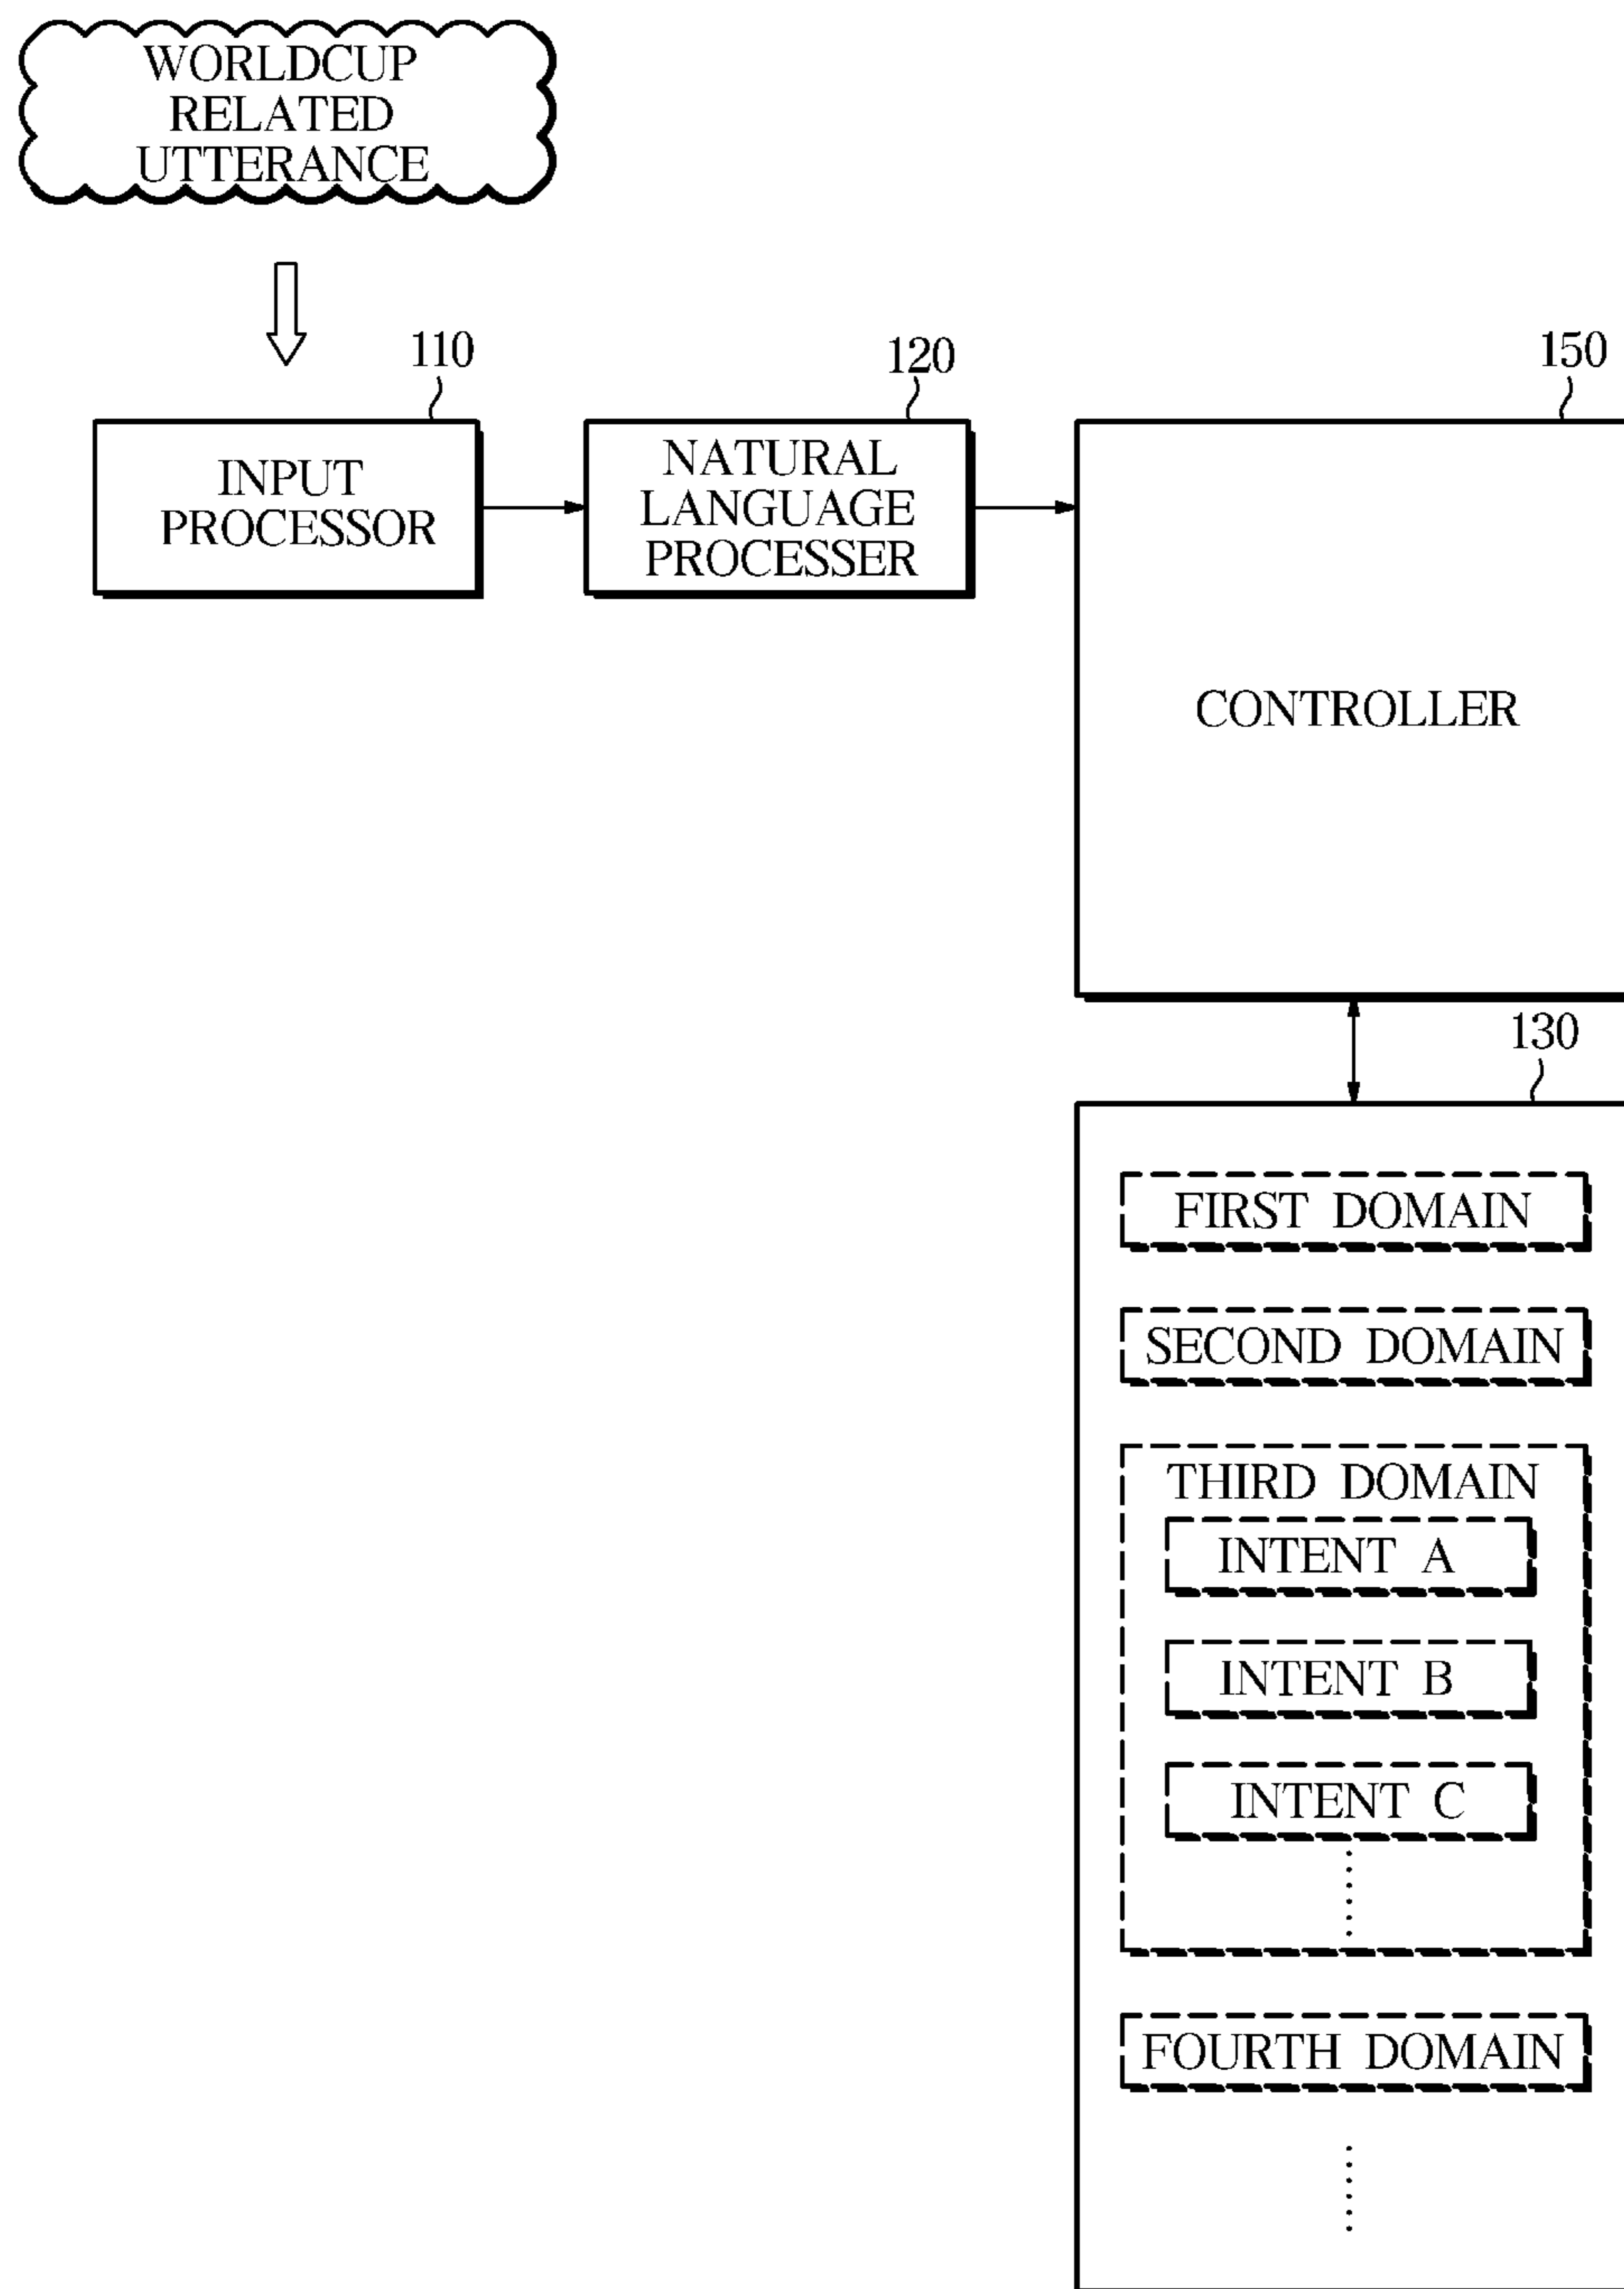 WORLDCUP
RELATED
UTTERANCE
110
120
150
INPUT
PROCESSOR
NATURAL
LANGUAGE
PROCESSER
CONTROLLER
130
FIRST DOMAIN
SECOND DOMAIN
THIRD DOMAIN
INTENT A
INTENT B
INTENT C
FOURTH DOMAIN